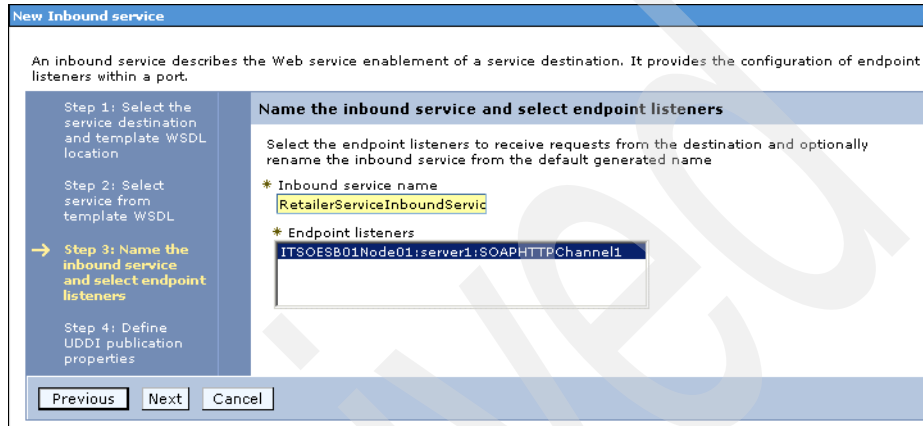 New Inbound service
An inbound service describes the Web service enablement of a service destination. It provides the configuration of endpoint
listeners within a port.
Step 1: Select the
service destination
and template WSDL
location
Step 2: Select
service from
template WSDL
Step 3: Name the
inbound service
and select endpoint
listeners
Step 4: Define
UDDI publication
properties
Name the inbound service and select endpoint listeners
Select the endpoint listeners to receive requests from the destination and optionally
rename the inbound service from the default generated name
* Inbound service name
RetailerServiceInboundServic
* Endpoint listeners
ITSOESB01Node01:server1:SOAPHTTPChannel1
Previous Next Cancel